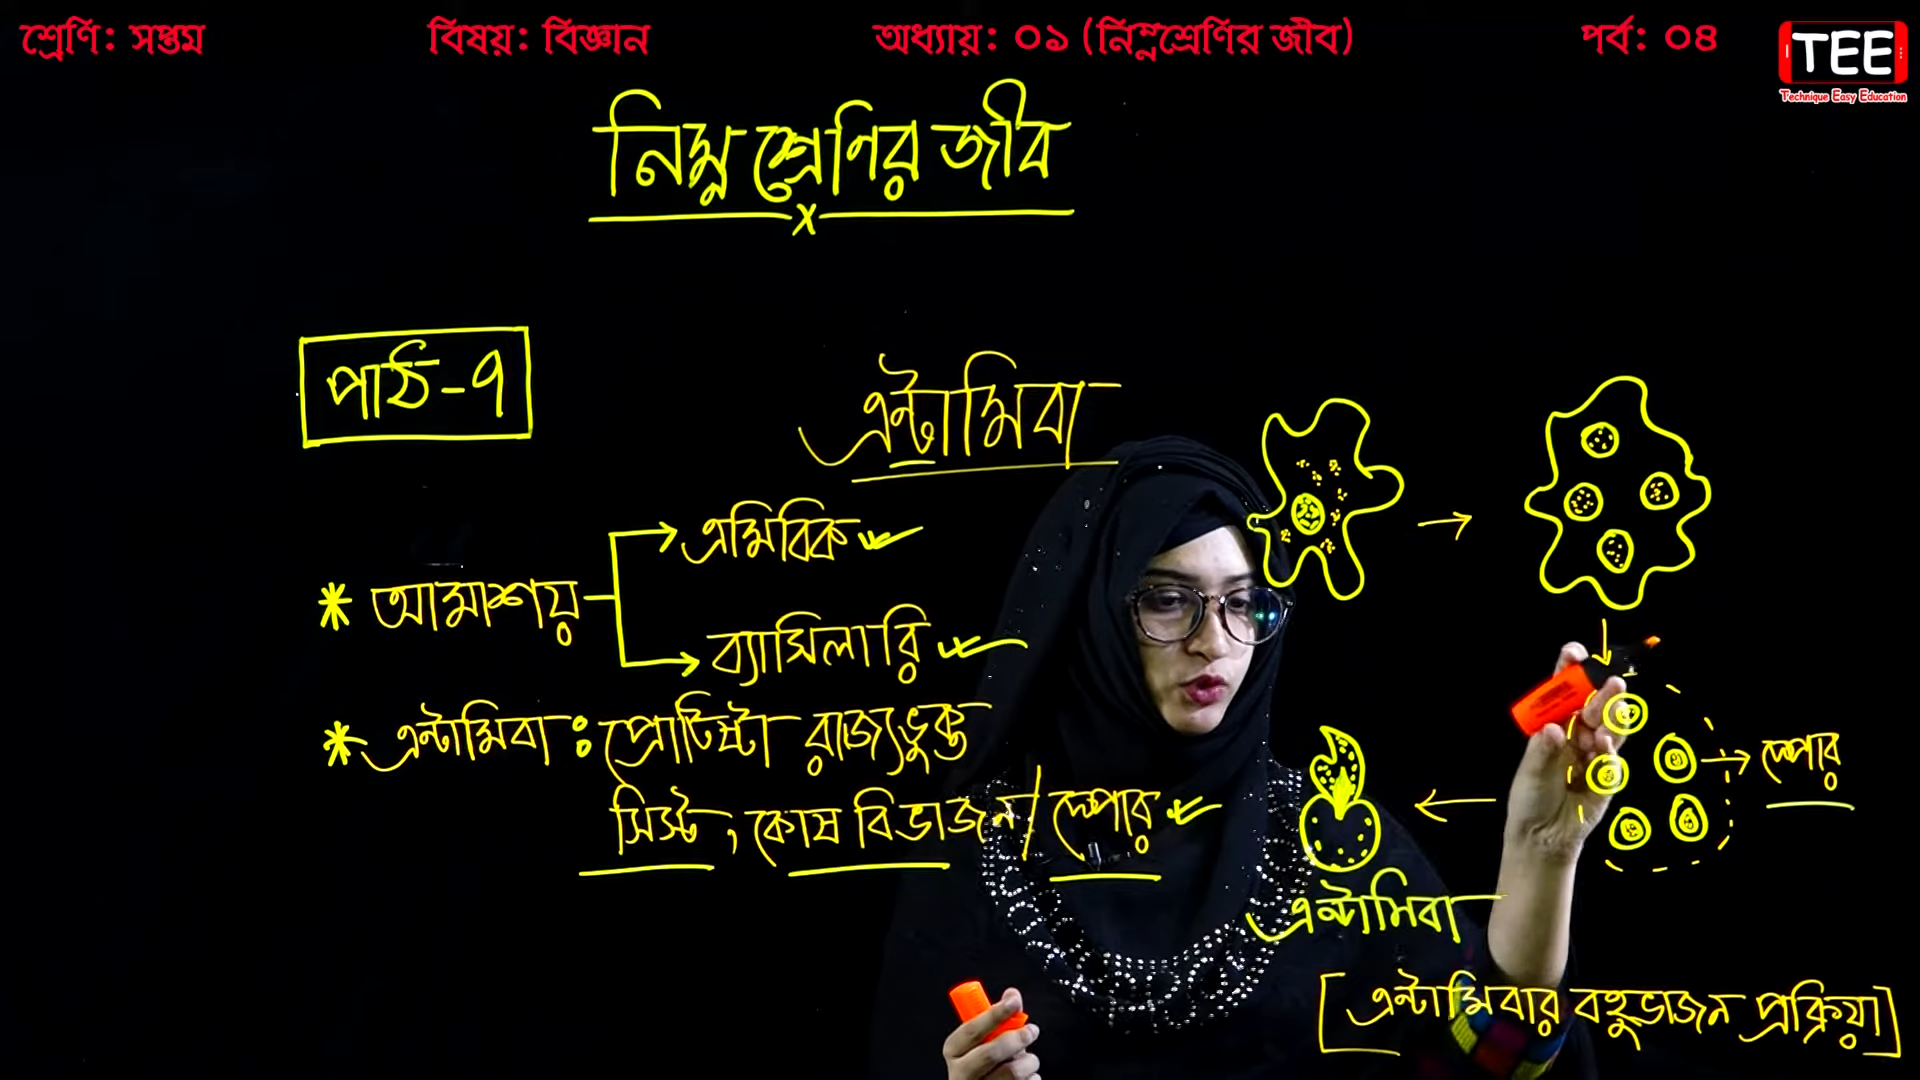 শ্রেণি: সপ্তম বিষয়: বিজ্ঞান অধ্যায়: ০১ (নিম্নশ্রেণির জীব) পর্ব: ০৪
TEE
Technique Easy Education
নিম্ন শ্রেণির জীব
x
পাঠ-৭
এন্টামিবা
* আমাশয়
এমিবিক
ব্যাসিলারি
* এন্টামিবা : প্রোটিস্টা রাজ্যভুক্ত
সিস্ট, কোষ বিভাজন / স্পোর
স্পোর
এন্টামিবা
[এন্টামিবার বহুভাজন প্রক্রিয়া]